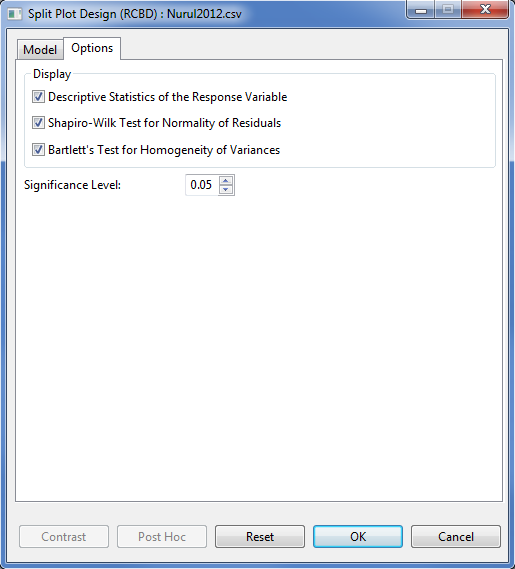 Split Plot Design (RCBD) : Nurul2012.csv
Model Options
Display
Descriptive Statistics of the Response Variable
Shapiro-Wilk Test for Normality of Residuals
Bartlett's Test for Homogeneity of Variances
Significance Level: 0.05
Contrast Post Hoc Reset OK Cancel